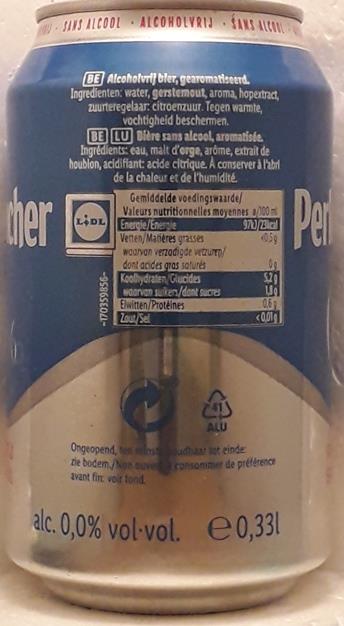 SANS ALCOOL · ALCOHOLVRIJ · SANS ALCOOL
BE Alcoholvrij bier, gearomatiseerd.
Ingrediënten: water, gerstemout, aroma, hopextract,
zuurteregelaar: citroenzuur. Tegen warmte,
vochtigheid beschermen.
BE LU Bière sans alcool, aromatisée.
Ingrédients: eau, malt d'orge, arôme, extrait de
houblon, acidifiant: acide citrique. À conserver à l'abri
de la chaleur et de l'humidité.
cher
LIDL
Per
Gemiddelde voedingswaarde/
Valeurs nutritionnelles moyennes ø/100 ml
Energie/Énergie 97kJ/23kcal
Vetten/Matières grasses <0,5 g
waarvan verzadigde vetzuren/
dont acides gras saturés 0 g
Koolhydraten/Glucides 5,2 g
waarvan suikers/dont sucres 1,8 g
Eiwitten/Protéines 0,6 g
Zout/Sel <0,01 g
-170359856-
41
ALU
Ongeopend, ten minste houdbaar tot einde:
zie bodem./Non ouvert, à consommer de préférence
avant fin: voir fond.
alc. 0,0% vol·vol. e 0,33l